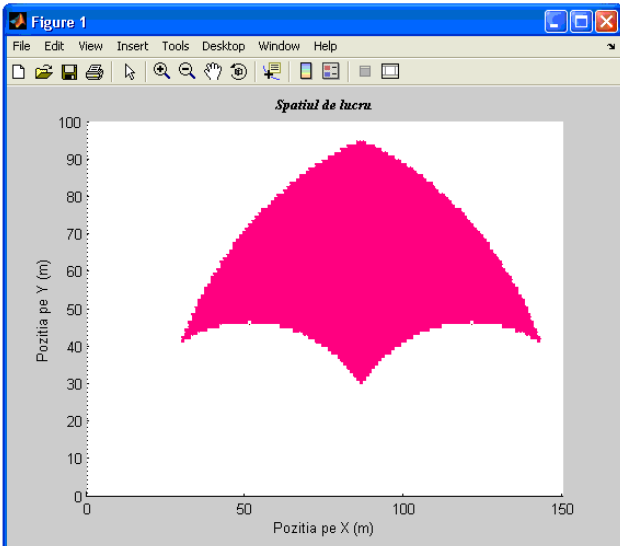 Figure 1
File Edit View Insert Tools Desktop Window Help
Spatiul de lucru
100
90
80
70
60
50
40
30
20
10
0
Pozitia pe Y (m)
0 50 100 150
Pozitia pe X (m)